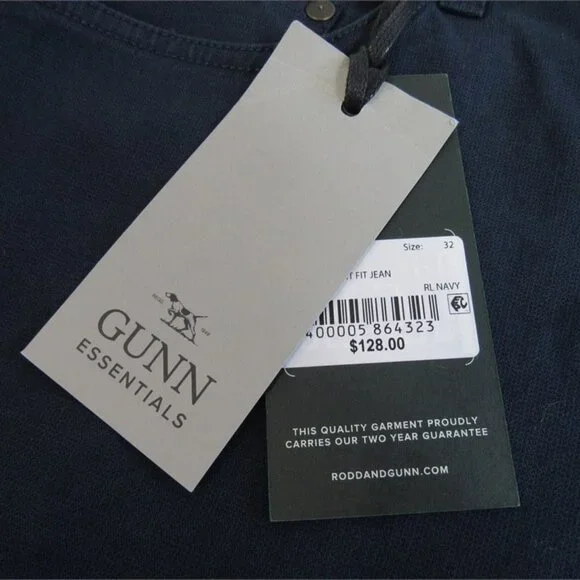 GUNN
ESSENTIALS
Size: 32
FIT JEAN
RL NAVY
400005 864323
$128.00
THIS QUALITY GARMENT PROUDLY
CARRIES OUR TWO YEAR GUARANTEE
RODDANDGUNN.COM